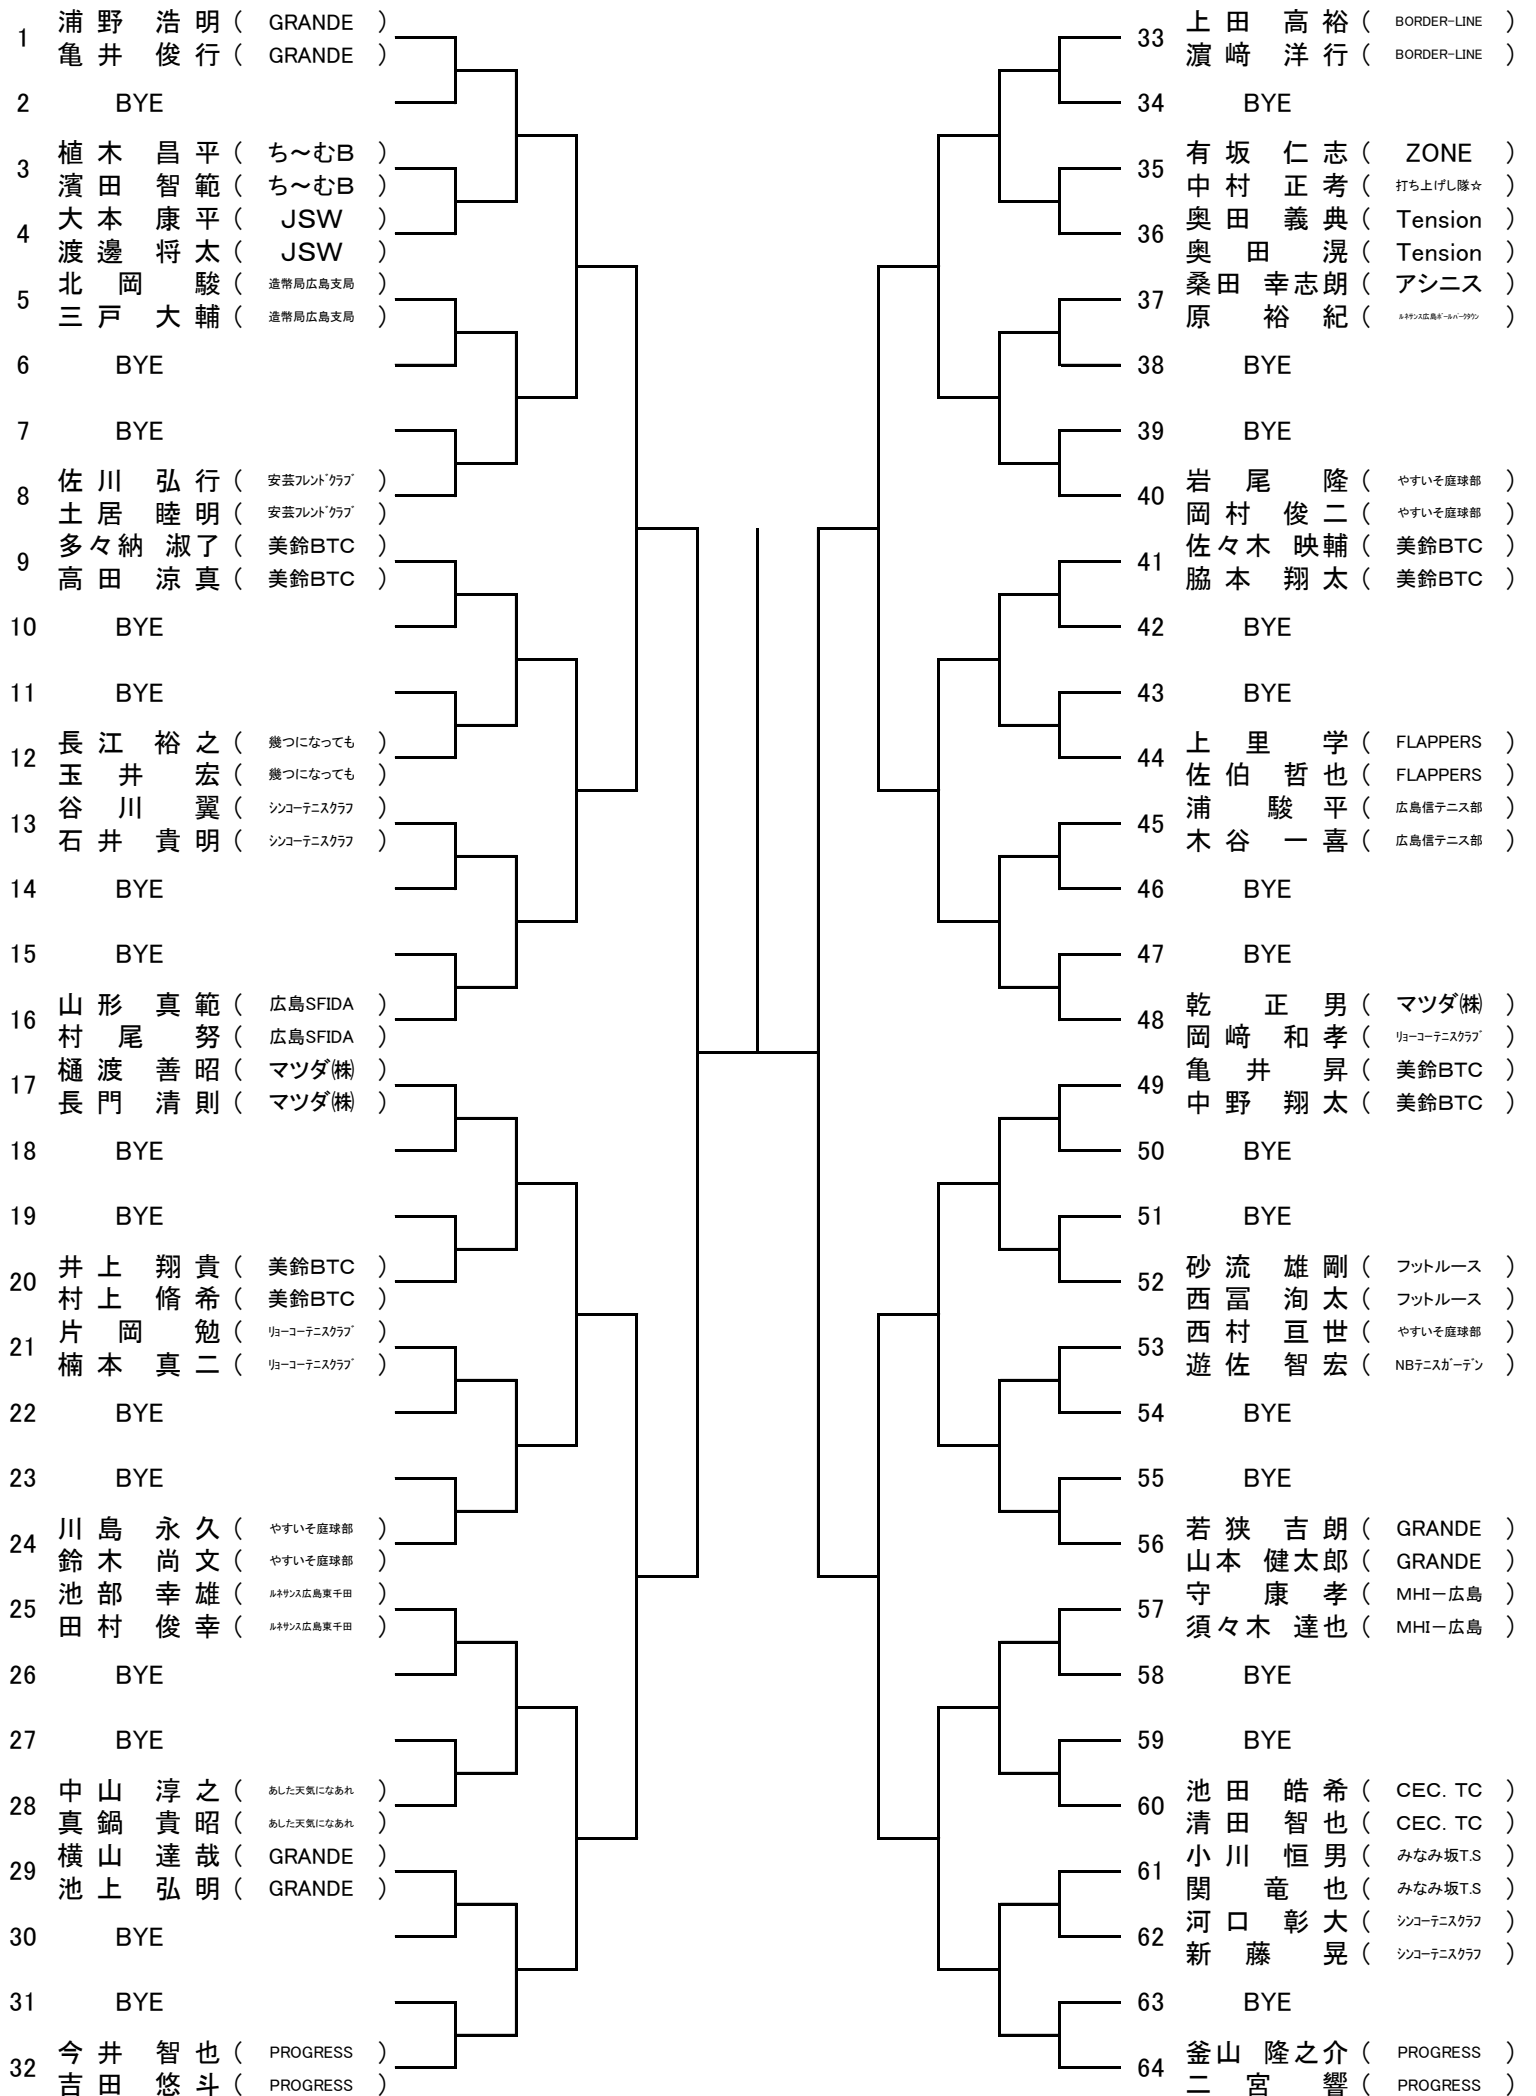 1 浦野 浩明 ( GRANDE )
亀井 俊行 ( GRANDE )
2 BYE
3 植木 昌平 ( ち～むB )
濱田 智範 ( ち～むB )
4 大本 康平 ( JSW )
渡邊 将太 ( JSW )
5 北岡 駿 ( 造幣局広島支局 )
三戸 大輔 ( 造幣局広島支局 )
6 BYE
7 BYE
8 佐川 弘行 ( 安芸ﾌﾚﾝﾄﾞｸﾗﾌﾞ )
土居 睦明 ( 安芸ﾌﾚﾝﾄﾞｸﾗﾌﾞ )
9 多々納 淑了 ( 美鈴BTC )
高田 涼真 ( 美鈴BTC )
10 BYE
11 BYE
12 長江 裕之 ( 幾つになっても )
玉井 宏 ( 幾つになっても )
13 谷川 翼 ( ｼﾝｺｰﾃﾆｽｸﾗﾌ )
石井 貴明 ( ｼﾝｺｰﾃﾆｽｸﾗﾌ )
14 BYE
15 BYE
16 山形 真範 ( 広島SFIDA )
村尾 努 ( 広島SFIDA )
17 樋渡 善昭 ( マツダ㈱ )
長門 清則 ( マツダ㈱ )
18 BYE
19 BYE
20 井上 翔貴 ( 美鈴BTC )
村上 脩希 ( 美鈴BTC )
21 片岡 勉 ( ﾘｮｰｺｰﾃﾆｽｸﾗﾌﾞ )
楠本 真二 ( ﾘｮｰｺｰﾃﾆｽｸﾗﾌﾞ )
22 BYE
23 BYE
24 川島 永久 ( やすいそ庭球部 )
鈴木 尚文 ( やすいそ庭球部 )
25 池部 幸雄 ( ﾙﾈｻﾝｽ広島東千田 )
田村 俊幸 ( ﾙﾈｻﾝｽ広島東千田 )
26 BYE
27 BYE
28 中山 淳之 ( あした天気になあれ )
真鍋 貴昭 ( あした天気になあれ )
29 横山 達哉 ( GRANDE )
池上 弘明 ( GRANDE )
30 BYE
31 BYE
32 今井 智也 ( PROGRESS )
吉田 悠斗 ( PROGRESS )
33 上田 高裕 ( BORDER-LINE )
濵﨑 洋行 ( BORDER-LINE )
34 BYE
35 有坂 仁志 ( ZONE )
中村 正考 ( 打ち上げし隊☆ )
36 奥田 義典 ( Tension )
奥田 滉 ( Tension )
37 桑田 幸志朗 ( アシニス )
原 裕紀 ( ﾙﾈｻﾝｽ広島ﾎﾞｰﾙﾊﾟｰｸﾀｳﾝ )
38 BYE
39 BYE
40 岩尾 隆 ( やすいそ庭球部 )
岡村 俊二 ( やすいそ庭球部 )
41 佐々木 映輔 ( 美鈴BTC )
脇本 翔太 ( 美鈴BTC )
42 BYE
43 BYE
44 上里 学 ( FLAPPERS )
佐伯 哲也 ( FLAPPERS )
45 浦 駿平 ( 広島信テニス部 )
木谷 一喜 ( 広島信テニス部 )
46 BYE
47 BYE
48 乾 正男 ( マツダ㈱ )
岡﨑 和孝 ( ﾘｮｰｺｰﾃﾆｽｸﾗﾌﾞ )
49 亀井 昇 ( 美鈴BTC )
中野 翔太 ( 美鈴BTC )
50 BYE
51 BYE
52 砂流 雄剛 ( フットルース )
西冨 洵太 ( フットルース )
53 西村 亘世 ( やすいそ庭球部 )
遊佐 智宏 ( NBﾃﾆｽｶﾞｰﾃﾞﾝ )
54 BYE
55 BYE
56 若狭 吉朗 ( GRANDE )
山本 健太郎 ( GRANDE )
57 守 康孝 ( MHI－広島 )
須々木 達也 ( MHI－広島 )
58 BYE
59 BYE
60 池田 皓希 ( CEC. TC )
清田 智也 ( CEC. TC )
61 小川 恒男 ( みなみ坂T.S )
関 竜也 ( みなみ坂T.S )
62 河口 彰大 ( ｼﾝｺｰﾃﾆｽｸﾗﾌ )
新藤 晃 ( ｼﾝｺｰﾃﾆｽｸﾗﾌ )
63 BYE
64 釜山 隆之介 ( PROGRESS )
二宮 響 ( PROGRESS )